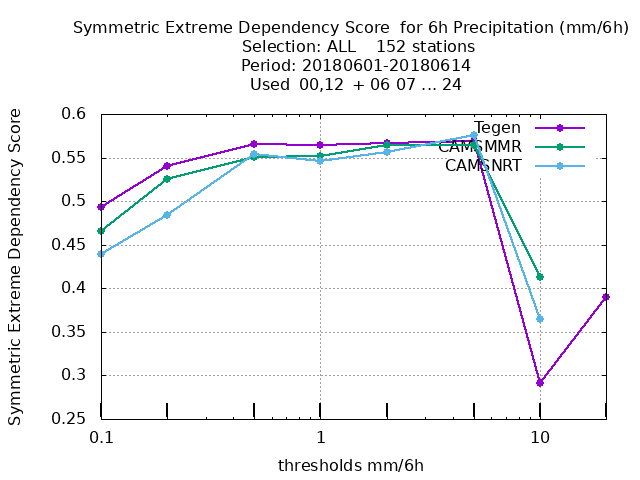 Symmetric Extreme Dependency Score  for 6h Precipitation (mm/6h)
Selection: ALL    152 stations
Period: 20180601-20180614
Used  00,12  + 06 07 ... 24
Symmetric Extreme Dependency Score
0.6
0.55
0.5
0.45
0.4
0.35
0.3
0.25
Tegen
CAMSMMR
CAMSNRT
0.1
1
10
thresholds mm/6h